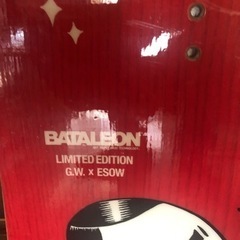 BATALEON
LIMITED EDITION
G.W. x ESOW